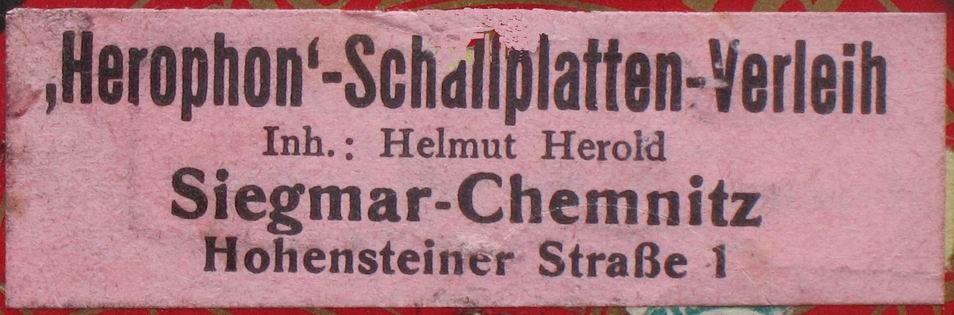 ‚Herophon‘-Schallplatten-Verleih
Inh.: Helmut Herold
Siegmar-Chemnitz
Hohensteiner Straße 1